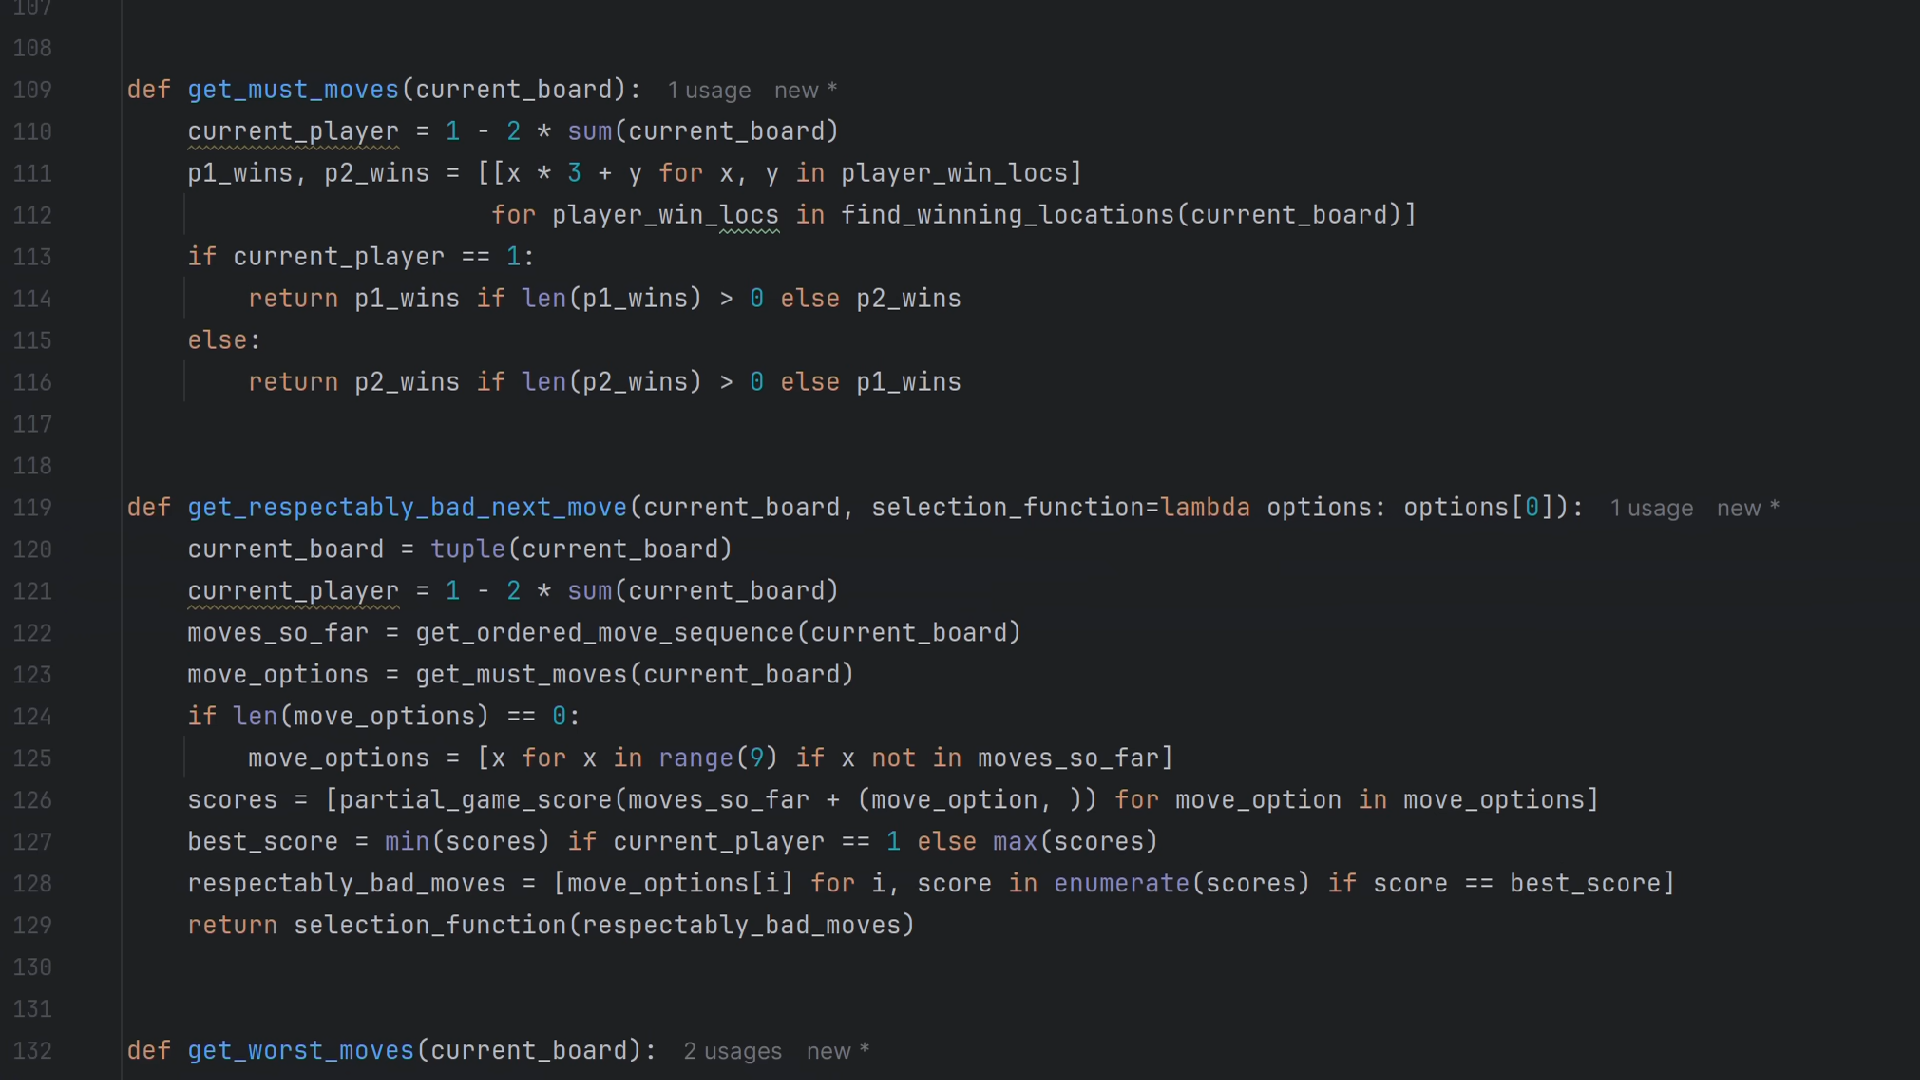 107
108
109 def get_must_moves(current_board): 1 usage new *
110 current_player = 1 - 2 * sum(current_board)
111 p1_wins, p2_wins = [[x * 3 + y for x, y in player_win_locs]
112 for player_win_locs in find_winning_locations(current_board)]
113 if current_player == 1:
114 return p1_wins if len(p1_wins) > 0 else p2_wins
115 else:
116 return p2_wins if len(p2_wins) > 0 else p1_wins
117
118
119 def get_respectably_bad_next_move(current_board, selection_function=lambda options: options[0]): 1 usage new *
120 current_board = tuple(current_board)
121 current_player = 1 - 2 * sum(current_board)
122 moves_so_far = get_ordered_move_sequence(current_board)
123 move_options = get_must_moves(current_board)
124 if len(move_options) == 0:
125 move_options = [x for x in range(9) if x not in moves_so_far]
126 scores = [partial_game_score(moves_so_far + (move_option, )) for move_option in move_options]
127 best_score = min(scores) if current_player == 1 else max(scores)
128 respectably_bad_moves = [move_options[i] for i, score in enumerate(scores) if score == best_score]
129 return selection_function(respectably_bad_moves)
130
131
132 def get_worst_moves(current_board): 2 usages new *